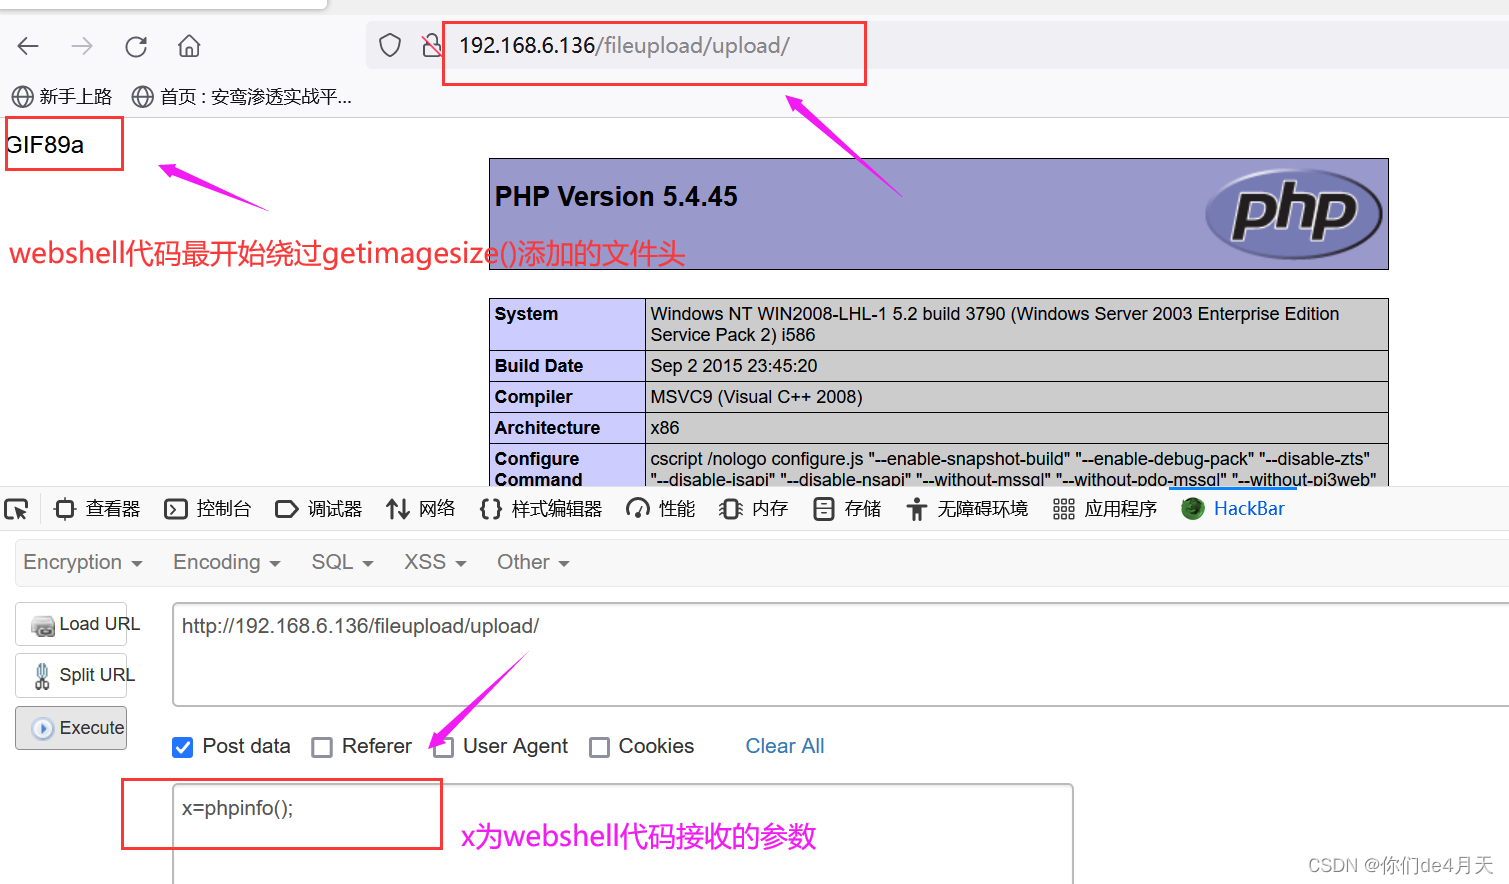 192.168.6.136/fileupload/upload/
新手上路 首页 : 安鸾渗透实战平...
GIF89a
PHP Version 5.4.45
php
webshell代码最开始绕过getimagesize()添加的文件头
System Windows NT WIN2008-LHL-1 5.2 build 3790 (Windows Server 2003 Enterprise Edition
Service Pack 2) i586
Build Date Sep 2 2015 23:45:20
Compiler MSVC9 (Visual C++ 2008)
Architecture x86
Configure cscript /nologo configure.js "--enable-snapshot-build" "--enable-debug-pack" "--disable-zts"
Command "--disable-isapi" "--disable-nsapi" "--without-mssql" "--without-pdo-mssql" "--without-pi3web"
查看器 控制台 调试器 网络 样式编辑器 性能 内存 存储 无障碍环境 应用程序 HackBar
Encryption Encoding SQL XSS Other
Load URL http://192.168.6.136/fileupload/upload/
Split URL
Execute
Post data Referer User Agent Cookies Clear All
x=phpinfo();
x为webshell代码接收的参数
CSDN @你们de4月天